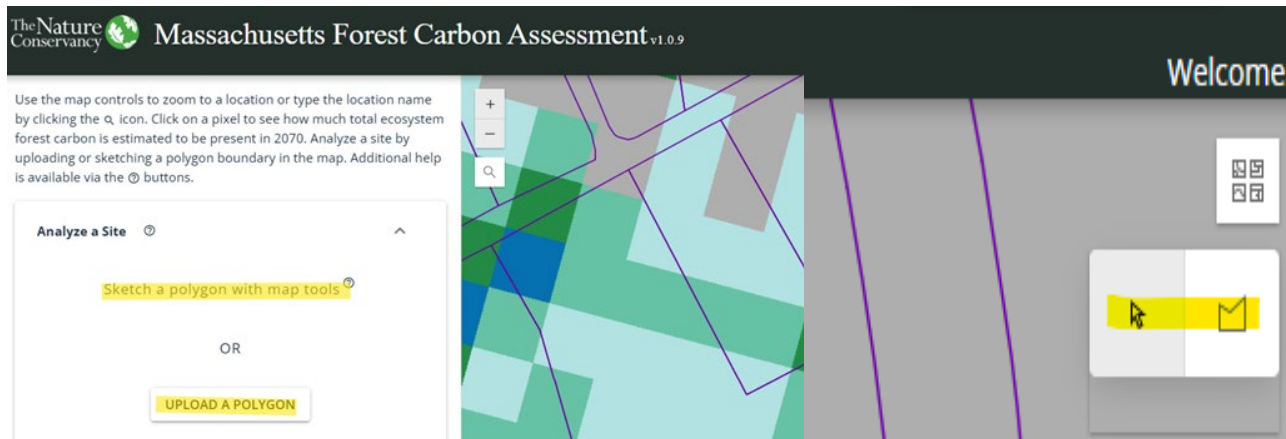 The Nature
Conservancy
Massachusetts Forest Carbon Assessment v1.0.9
Welcome
Use the map controls to zoom to a location or type the location name
by clicking the icon. Click on a pixel to see how much total ecosystem
forest carbon is estimated to be present in 2070. Analyze a site by
uploading or sketching a polygon boundary in the map. Additional help
is available via the ? buttons.
+
−
Analyze a Site ?
Sketch a polygon with map tools ?
OR
UPLOAD A POLYGON